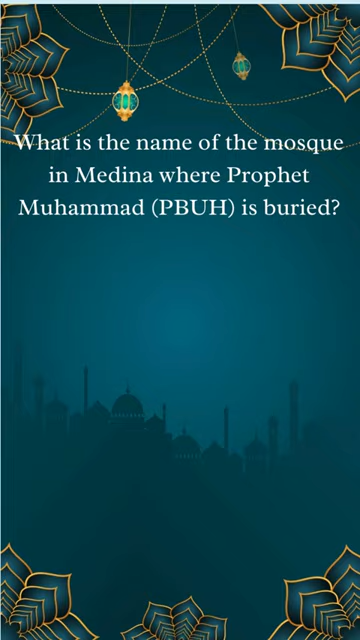 What is the name of the mosque
in Medina where Prophet
Muhammad (PBUH) is buried?